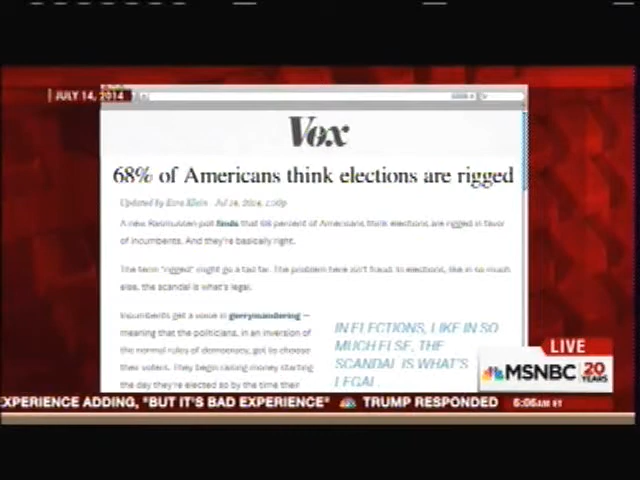 JULY 14, 2014
Vox
68% of Americans think elections are rigged
Updated by Ezra Klein · Jul 14, 2014,
A new Rasmussen poll finds that 68 percent of Americans think elections are rigged in favor
of incumbents. And they're basically right.
The term "rigged" might go a tad far. The problem here isn't fraud. In elections, like in so much
else, the scandal is what's legal.
Incumbents get a voice in gerrymandering —
meaning that the politicians, in an inversion of
the normal rules of democracy, get to choose
their voters. They begin raising money starting
the day they're elected so by the time their
IN ELECTIONS, LIKE IN SO
MUCH ELSE, THE
SCANDAL IS WHAT'S
LEGAL.
LIVE
MSNBC 20 YEARS
EXPERIENCE ADDING, "BUT IT'S BAD EXPERIENCE" TRUMP RESPONDED 6:06AM ET